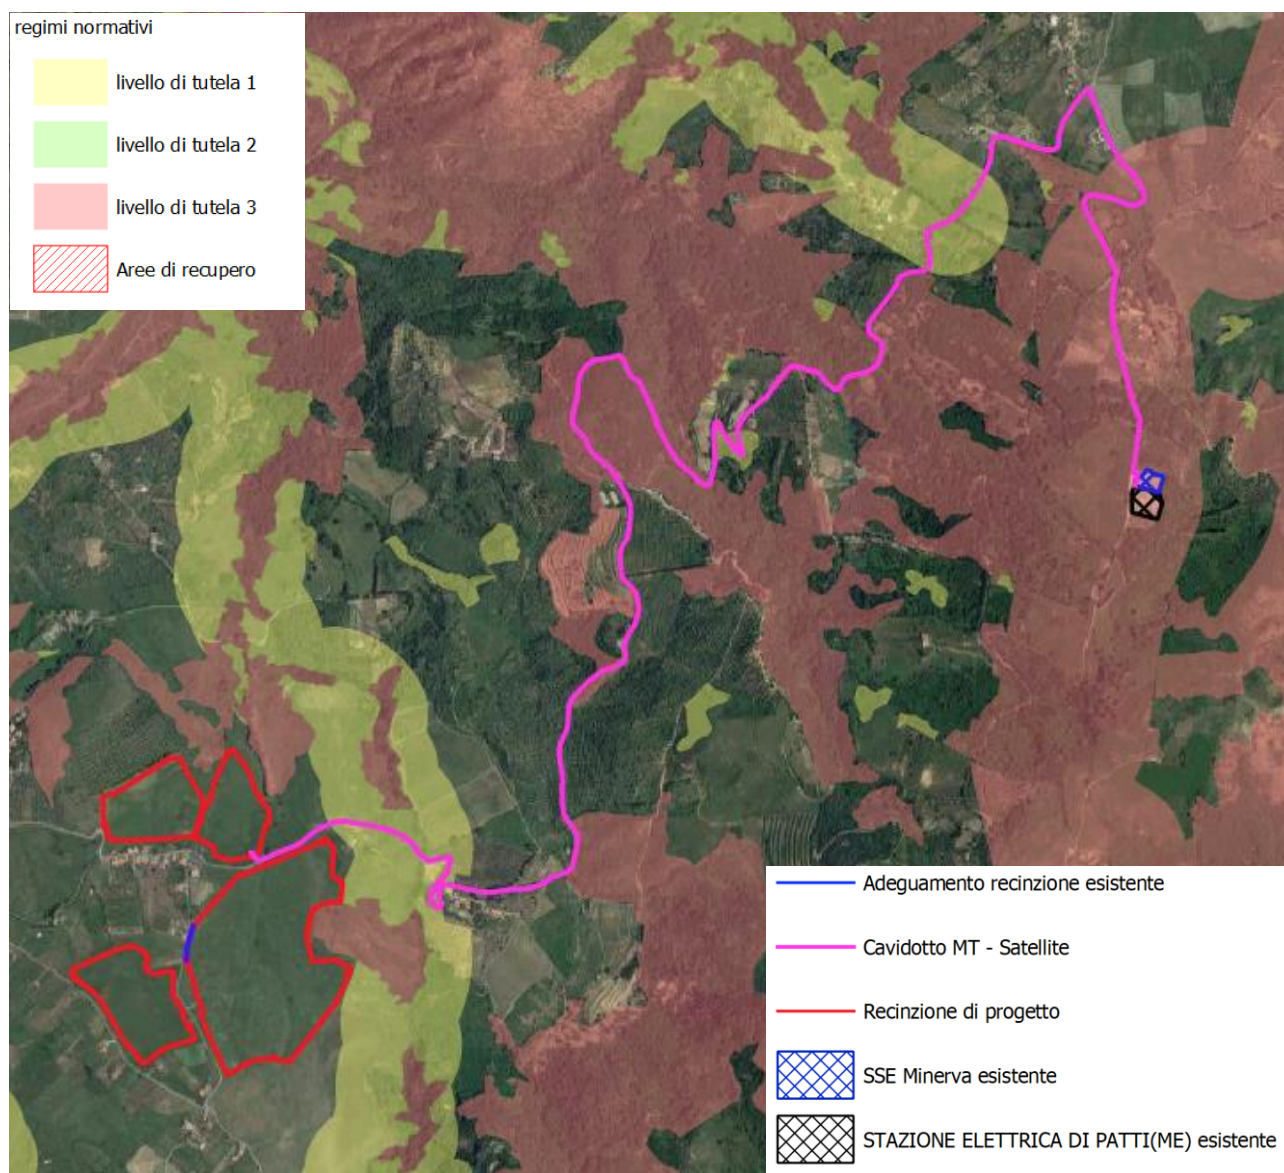 regimi normativi
livello di tutela 1
livello di tutela 2
livello di tutela 3
Aree di recupero
Adeguamento recinzione esistente
Cavidotto MT - Satellite
Recinzione di progetto
SSE Minerva esistente
STAZIONE ELETTRICA DI PATTI(ME) esistente